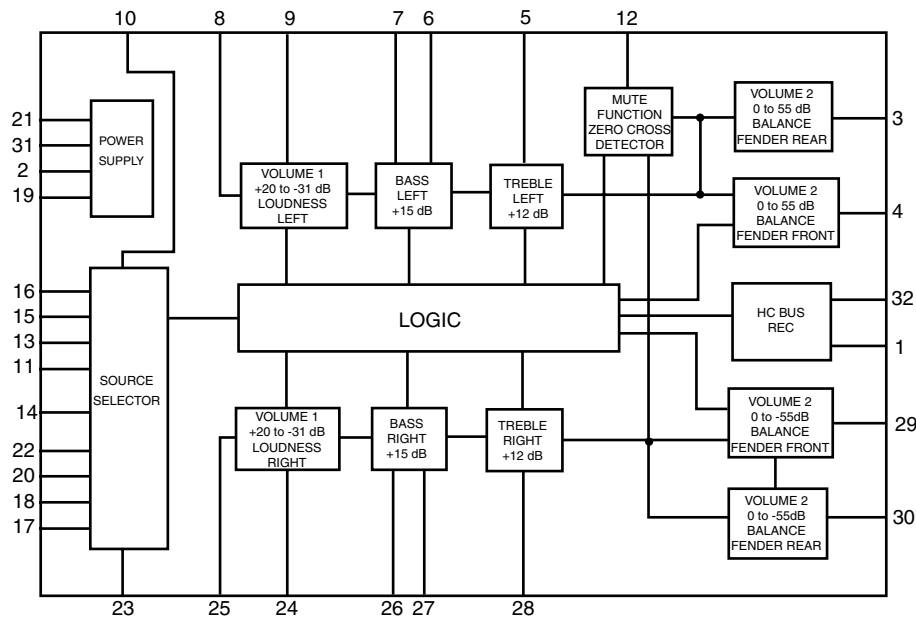 10
8
9
7
6
5
12
21
31
2
19
POWER
SUPPLY
VOLUME 1
+20 to -31 dB
LOUDNESS
LEFT
BASS
LEFT
+15 dB
TREBLE
LEFT
+12 dB
MUTE
FUNCTION
ZERO CROSS
DETECTOR
VOLUME 2
0 to 55 dB
BALANCE
FENDER REAR
3
VOLUME 2
0 to 55 dB
BALANCE
FENDER FRONT
4
16
15
13
11
14
22
20
18
17
SOURCE
SELECTOR
LOGIC
HC BUS
REC
32
1
VOLUME 1
+20 to -31 dB
LOUDNESS
RIGHT
BASS
RIGHT
+15 dB
TREBLE
RIGHT
+12 dB
VOLUME 2
0 to -55dB
BALANCE
FENDER FRONT
29
VOLUME 2
0 to -55dB
BALANCE
FENDER REAR
30
23
25
24
26
27
28